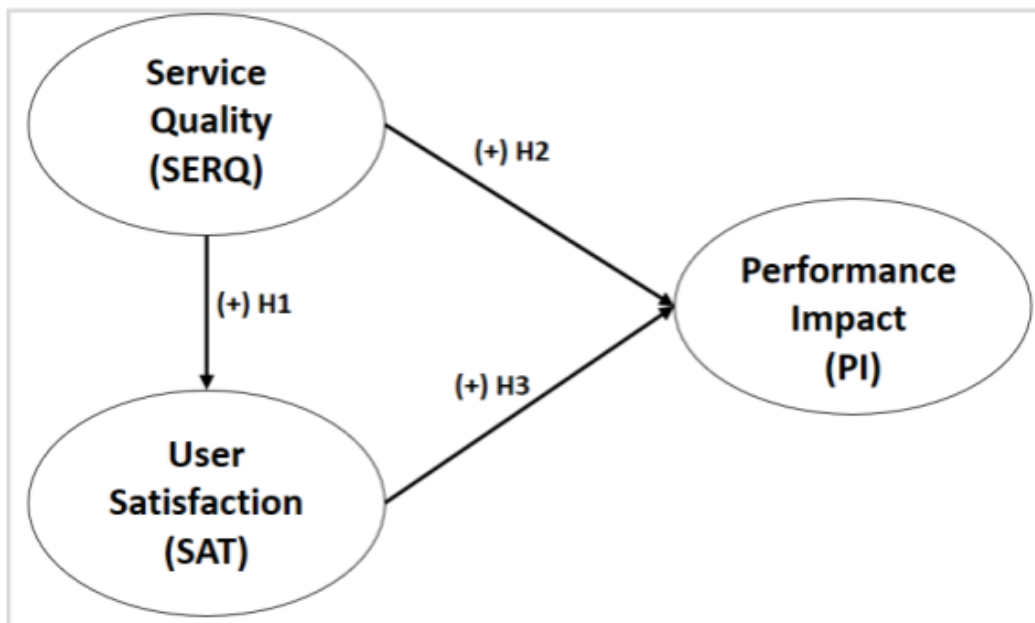 Service
Quality
(SERQ)
(+) H2
(+) H1
Performance
Impact
(PI)
(+) H3
User
Satisfaction
(SAT)